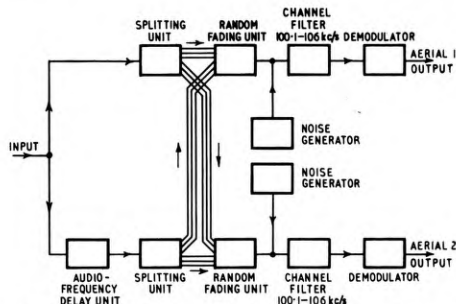 SPLITTING
UNIT
RANDOM
FADING UNIT
CHANNEL
FILTER
100·1–106 kc/s
DEMODULATOR
AERIAL 1
OUTPUT
NOISE
GENERATOR
INPUT
NOISE
GENERATOR
AERIAL 2
OUTPUT
AUDIO-
FREQUENCY
DELAY UNIT
SPLITTING
UNIT
RANDOM
FADING UNIT
CHANNEL
FILTER
100·1–106 kc/s
DEMODULATOR